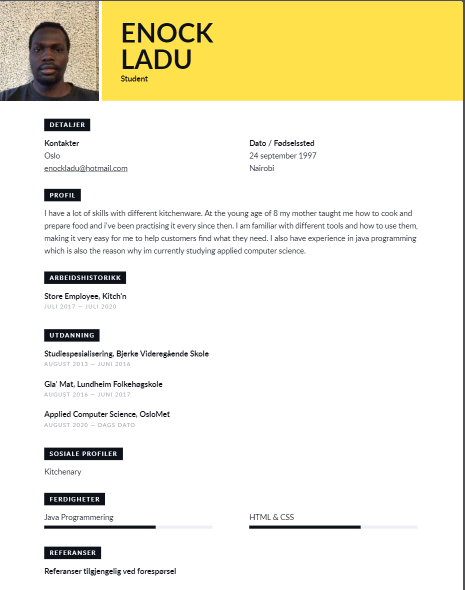 ENOCK
LADU
Student
DETALJER
Kontakter
Oslo
enockladu@hotmail.com
Dato / Fødselssted
24 september 1997
Nairobi
PROFIL
I have a lot of skills with different kitchenware. At the young age of 8 my mother taught me how to cook and
prepare food and i've been practising it every since then. I am familiar with different tools and how to use them,
making it very easy for me to help customers find what they need. I also have experience in java programming
which is also the reason why im currently studying applied computer science.
ARBEIDSHISTORIKK
Store Employee, Kitch'n
JULI 2017 — JULI 2020
UTDANNING
Studiespesialisering, Bjerke Videregående Skole
AUGUST 2013 — JUNI 2016
Gla' Mat, Lundheim Folkehøgskole
AUGUST 2016 — JUNI 2017
Applied Computer Science, OsloMet
AUGUST 2020 — DAGS DATO
SOSIALE PROFILER
Kitchenary
FERDIGHETER
Java Programmering
HTML & CSS
REFERANSER
Referanser tilgjengelig ved forespørsel